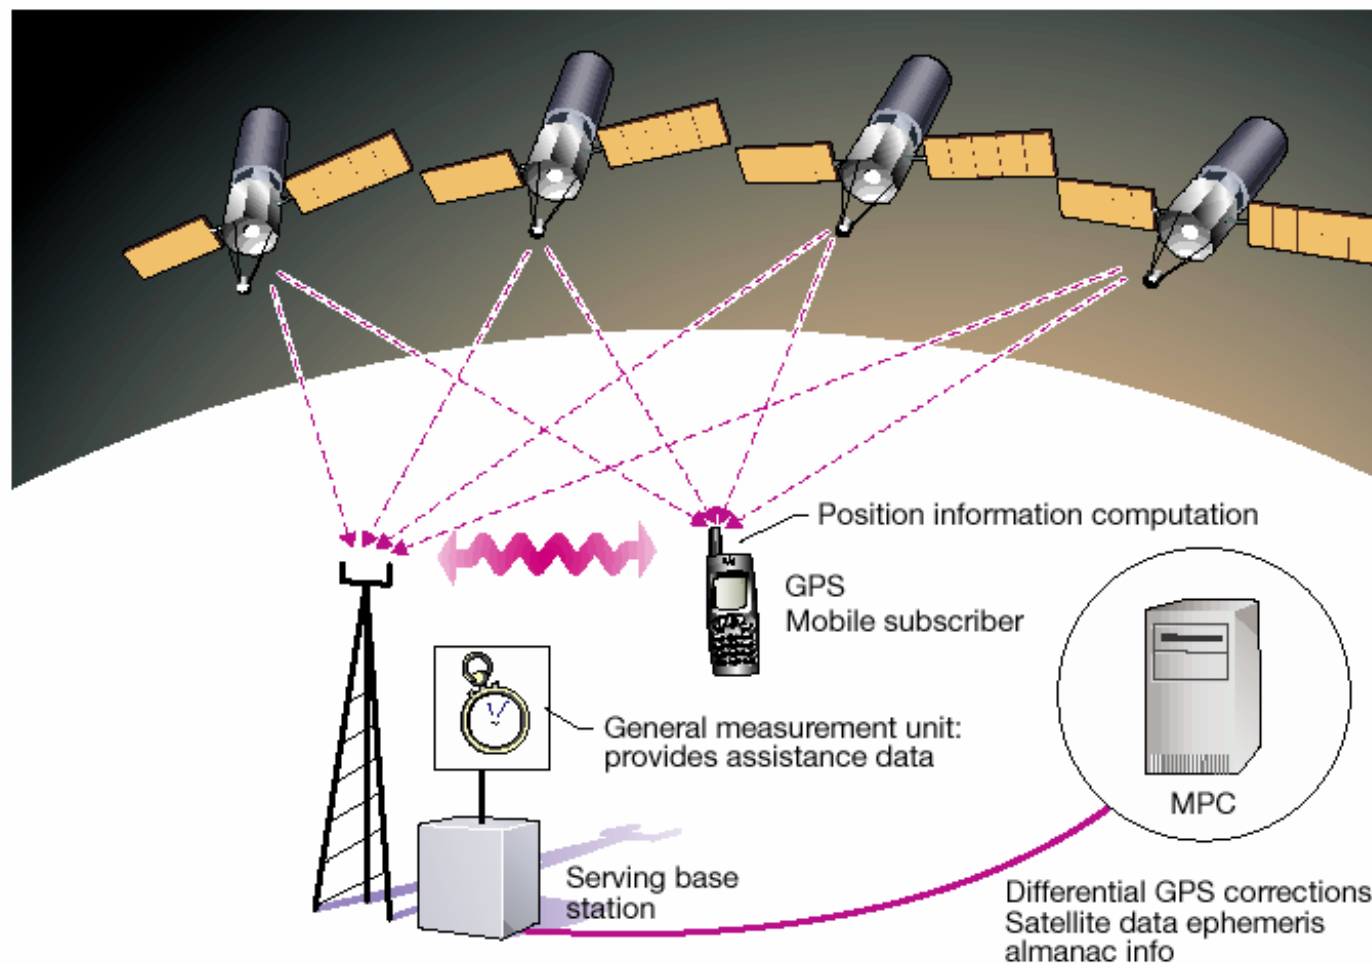 Position information computation
GPS
Mobile subscriber
General measurement unit:
provides assistance data
MPC
Serving base
station
Differential GPS corrections
Satellite data ephemeris
almanac info